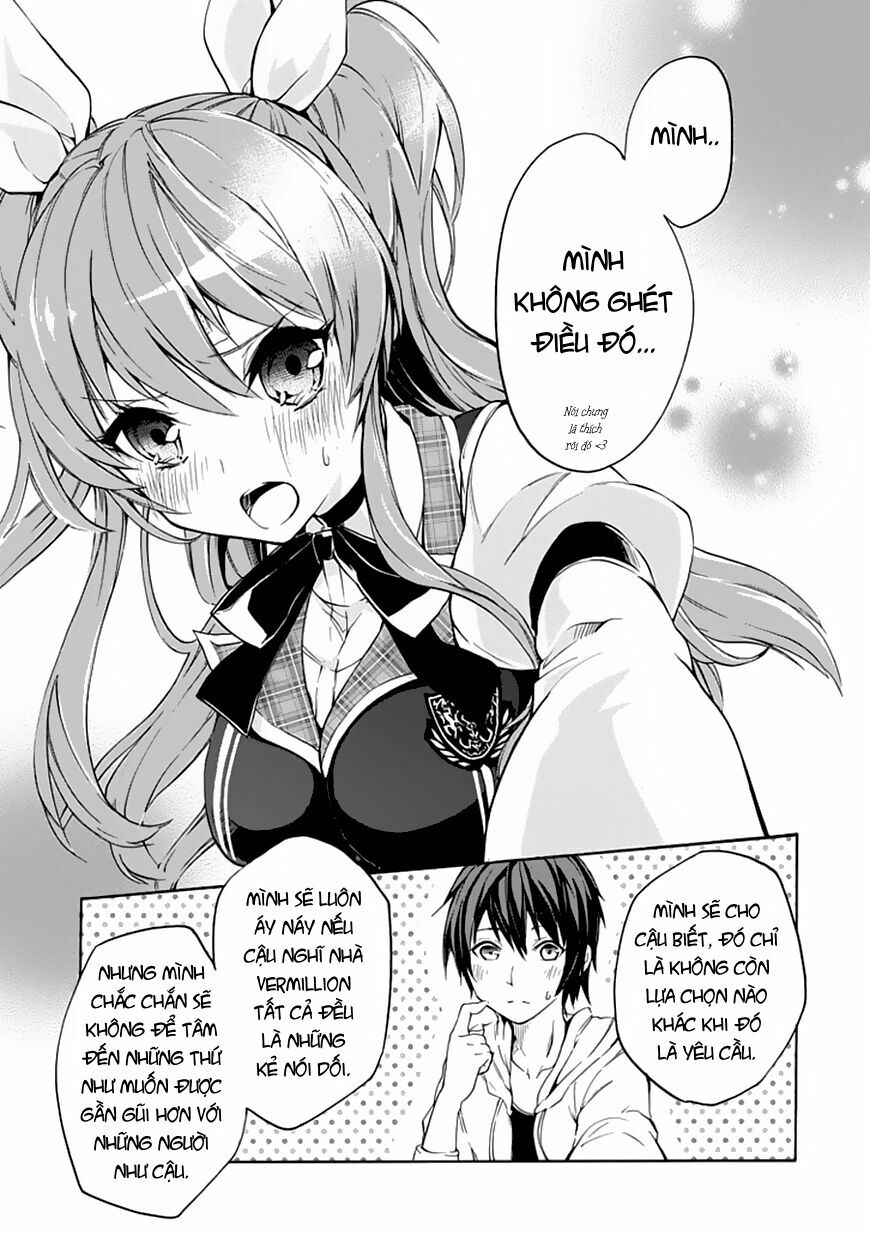 MÌNH..
MÌNH
KHÔNG GHÉT
ĐIỀU ĐÓ...
Nói chung
là thích
rồi đó <3
MÌNH SẼ CHO
CẬU BIẾT, ĐÓ CHỈ
LÀ KHÔNG CÒN
LỰA CHỌN NÀO
KHÁC KHI ĐÓ
LÀ YÊU CẦU.
MÌNH SẼ LUÔN
ÁY NÁY NẾU
CẬU NGHĨ NHÀ
VERMILLION
TẤT CẢ ĐỀU
LÀ NHỮNG
KẺ NÓI DỐI.
NHƯNG MÌNH
CHẮC CHẮN SẼ
KHÔNG ĐỂ TÂM
ĐẾN NHỮNG THỨ
NHƯ MUỐN ĐƯỢC
GẦN GŨI HƠN VỚI
NHỮNG NGƯỜI
NHƯ CẬU.